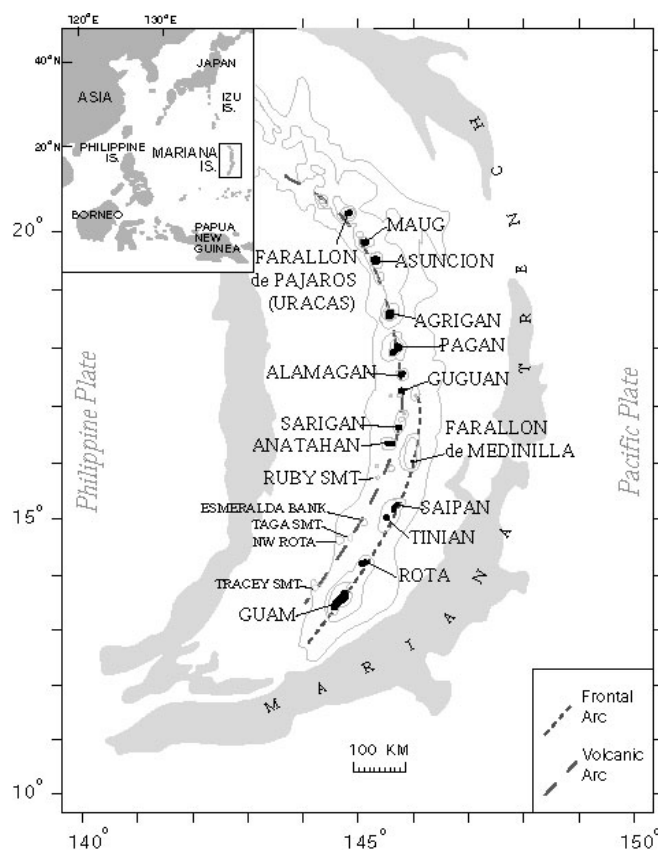 120° E
130° E
40° N
20° N
0°
JAPAN
ASIA
IZU
IS.
PHILIPPINE
IS.
MARIANA
IS.
BORNEO
PAPUA
NEW
GUINEA
20°
15°
10°
140°
145°
150°
MAUG
FARALLON
de PAJAROS
(URACAS)
ASUNCION
AGRIGAN
PAGAN
ALAMAGAN
GUGUAN
SARIGAN
ANATAHAN
FARALLON
de MEDINILLA
RUBY SMT
ESMERALDA BANK
SAIPAN
TAGA SMT
TINIAN
NW ROTA
ROTA
TRACEY SMT
GUAM
Philippine Plate
Pacific Plate
MARIANA TRENCH
100 KM
Frontal
Arc
Volcanic
Arc